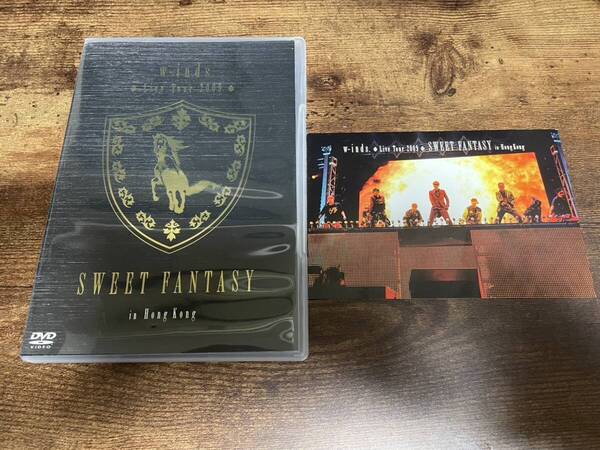 w-inds.
Live Tour 2009
SWEET FANTASY
in Hong Kong
DVD
VIDEO
w-inds. Live Tour 2009 SWEET FANTASY in Hong Kong